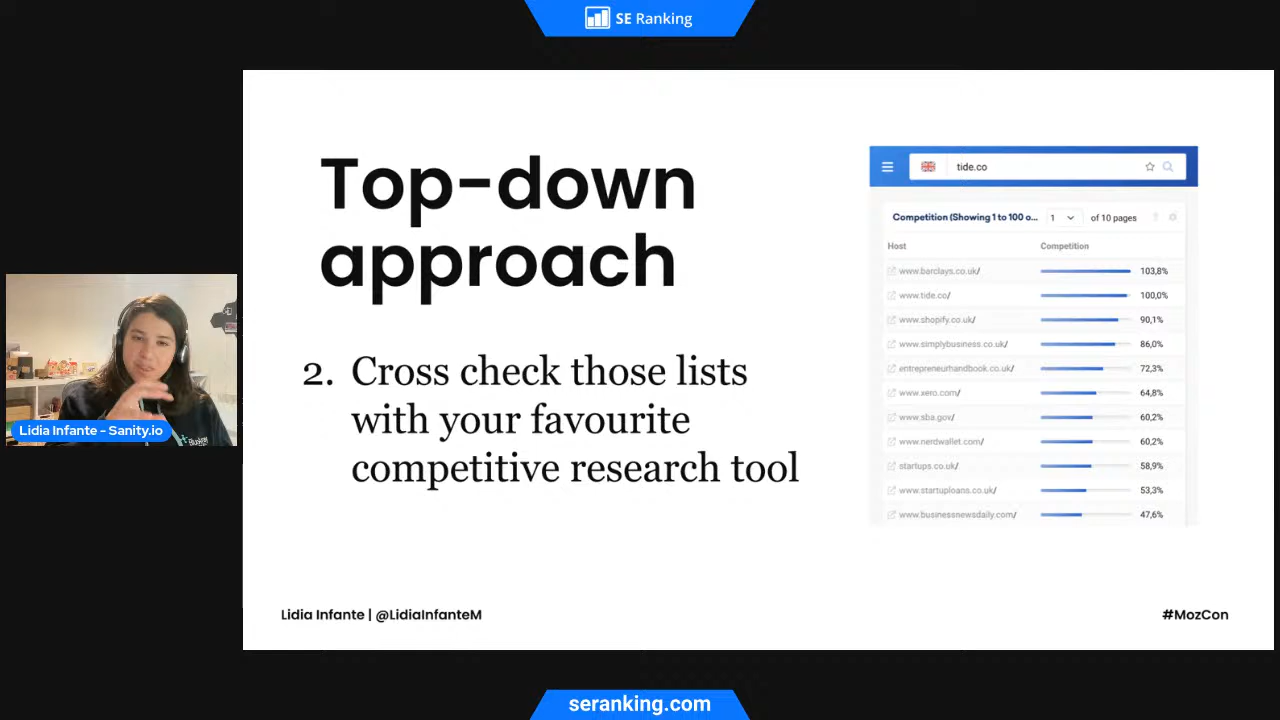 SE Ranking
Top-down
approach
2. Cross check those lists
with your favourite
competitive research tool
tide.co
Competition (Showing 1 to 100 o... 1 of 10 pages
Host Competition
www.barclays.co.uk/ 103,8%
www.tide.co/ 100,0%
www.shopify.co.uk/ 90,1%
www.simplybusiness.co.uk/ 86,0%
entrepreneurhandbook.co.uk/ 72,3%
www.xero.com/ 64,8%
www.sba.gov/ 60,2%
www.nerdwallet.com/ 60,2%
startups.co.uk/ 58,9%
www.startuploans.co.uk/ 53,3%
www.businessnewsdaily.com/ 47,6%
Lidia Infante - Sanity.io
Lidia Infante | @LidiaInfanteM
#MozCon
seranking.com